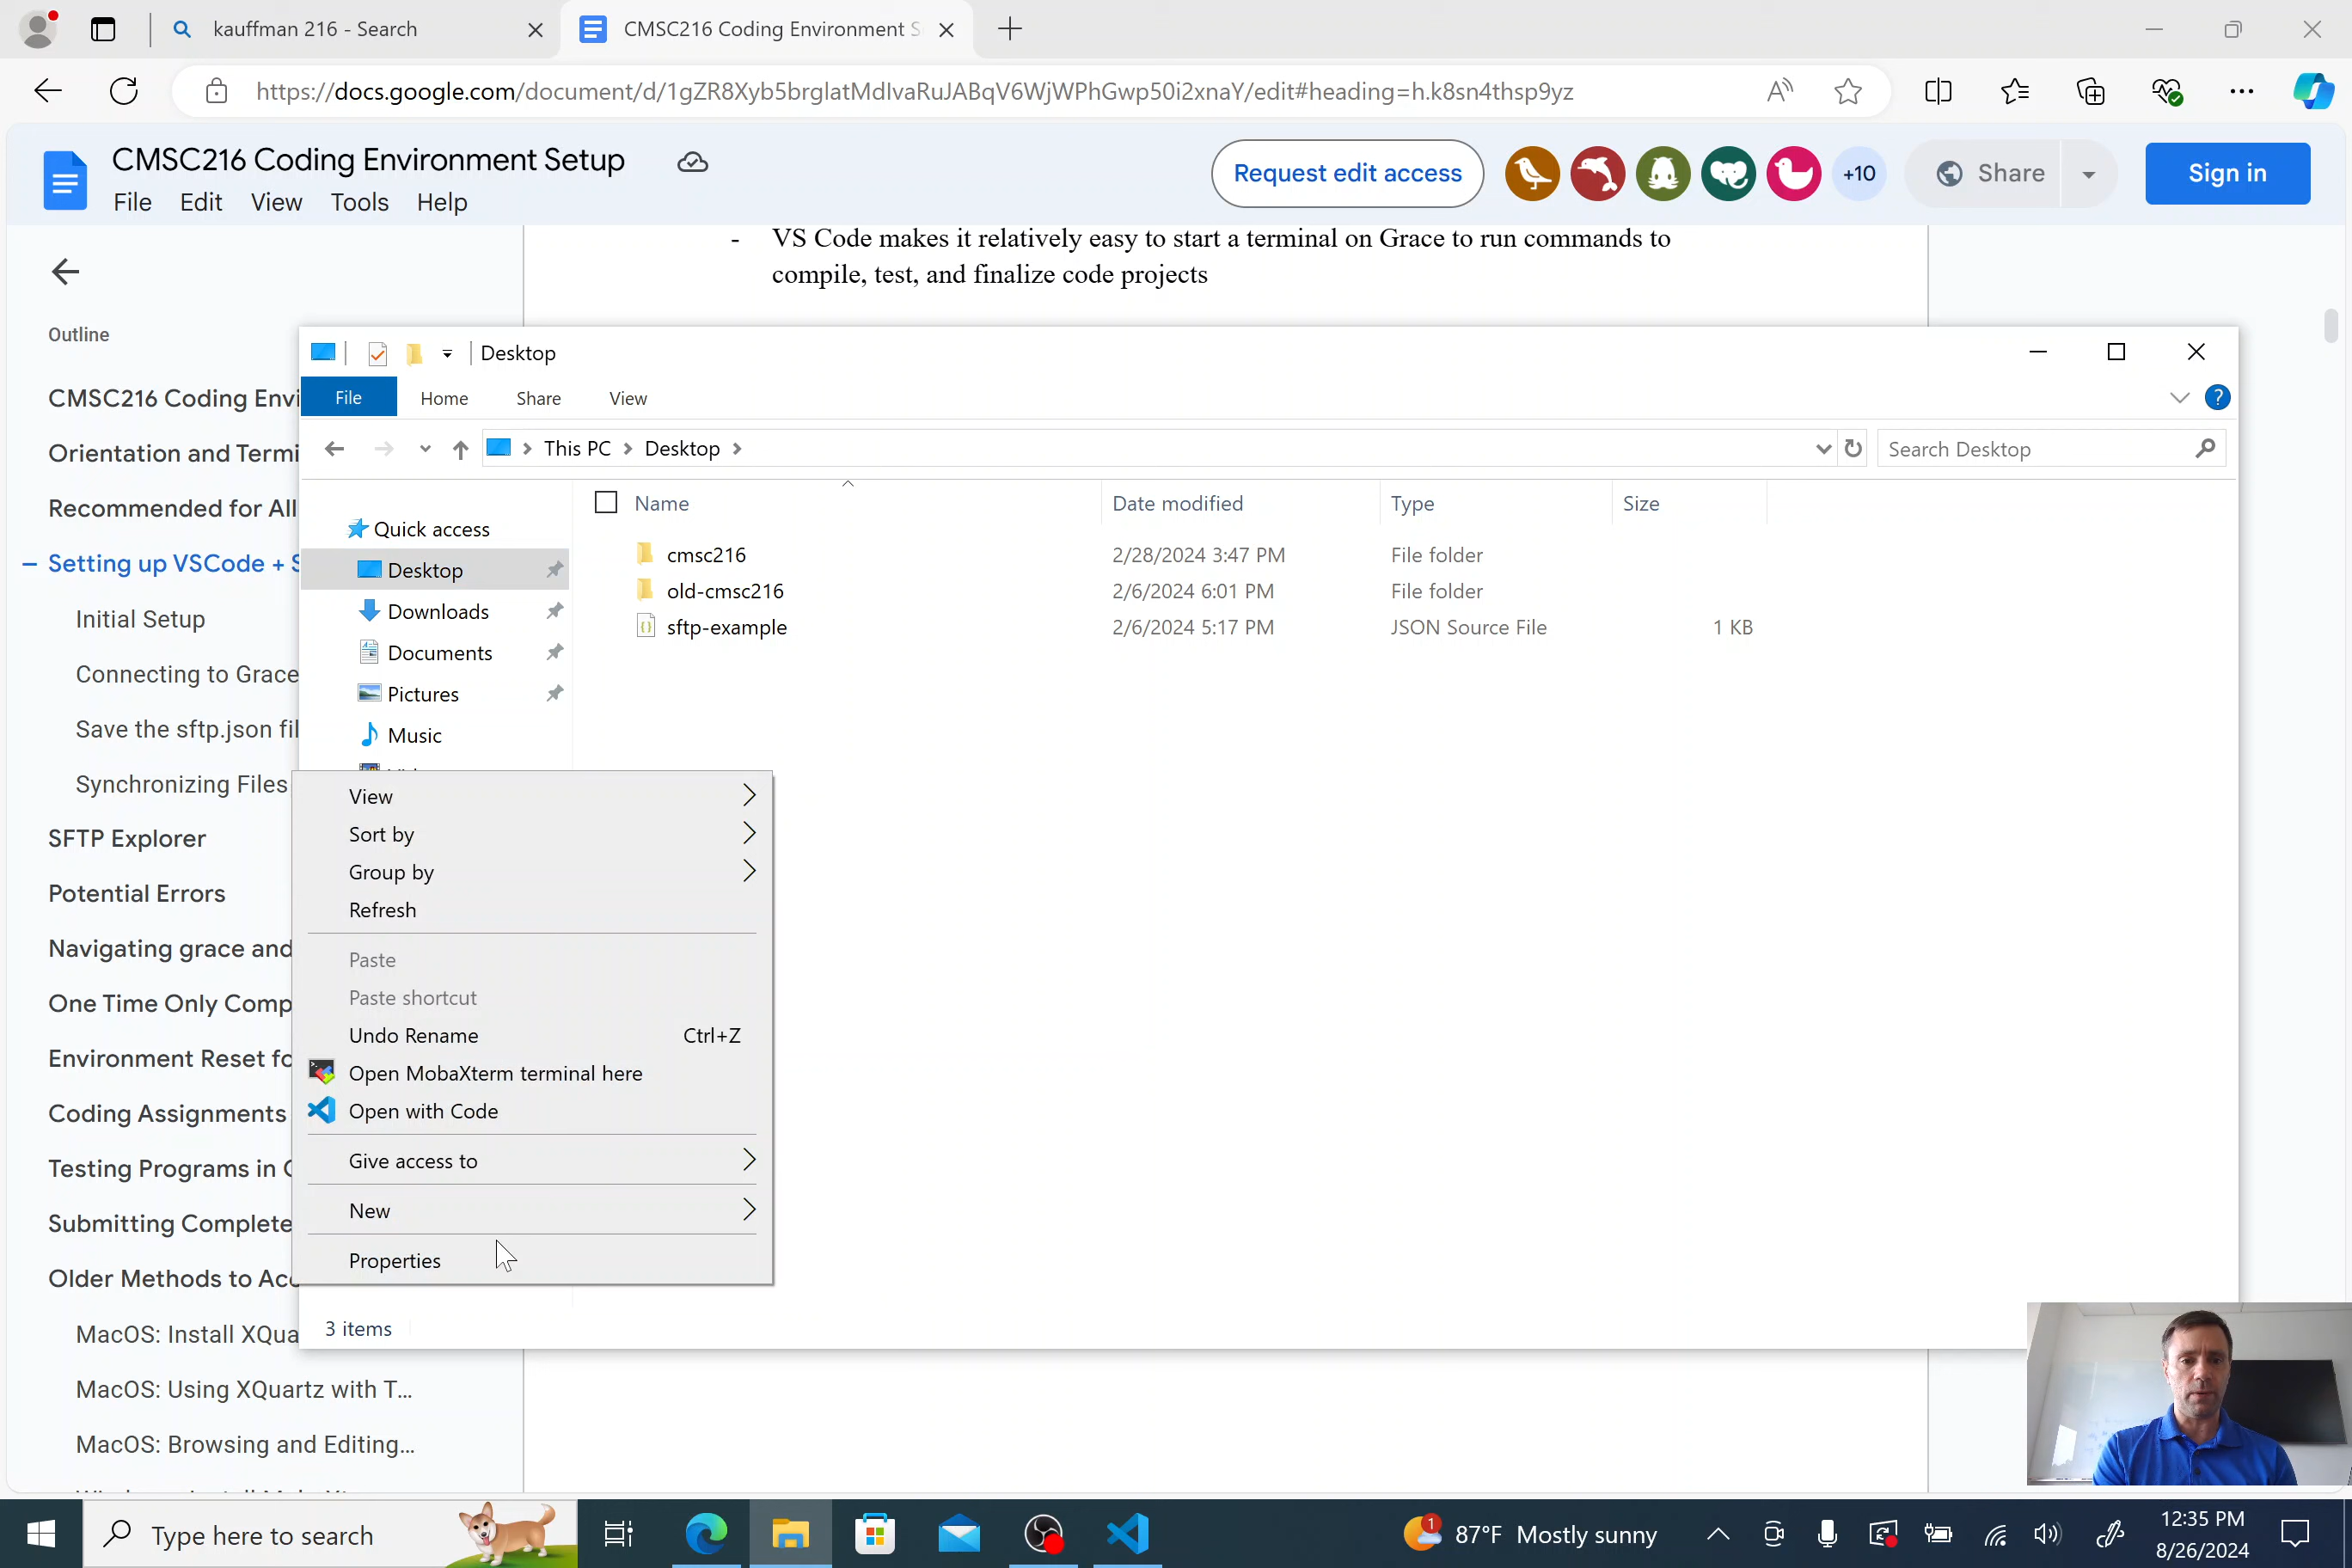 kauffman 216 - Search
CMSC216 Coding Environment S
https://docs.google.com/document/d/1gZR8Xyb5brglatMdlvaRuJABqV6WjWPhGwp50i2xnaY/edit#heading=h.k8sn4thsp9yz
CMSC216 Coding Environment Setup
File Edit View Tools Help
Request edit access
+10
Share
Sign in
- VS Code makes it relatively easy to start a terminal on Grace to run commands to
compile, test, and finalize code projects
Outline
CMSC216 Coding Envi
Orientation and Termi
Recommended for All
Setting up VSCode + S
Initial Setup
Connecting to Grace
Save the sftp.json fil
Synchronizing Files
SFTP Explorer
Potential Errors
Navigating grace and
One Time Only Comp
Environment Reset fo
Coding Assignments
Testing Programs in C
Submitting Complete
Older Methods to Acc
MacOS: Install XQua
MacOS: Using XQuartz with T...
MacOS: Browsing and Editing...
Desktop
File Home Share View
?
This PC Desktop
Search Desktop
Name Date modified Type Size
Quick access
Desktop
Downloads
Documents
Pictures
Music
cmsc216 2/28/2024 3:47 PM File folder
old-cmsc216 2/6/2024 6:01 PM File folder
sftp-example 2/6/2024 5:17 PM JSON Source File 1 KB
View
Sort by
Group by
Refresh
Paste
Paste shortcut
Undo Rename Ctrl+Z
Open MobaXterm terminal here
Open with Code
Give access to
New
Properties
3 items
Type here to search
1
87°F Mostly sunny
12:35 PM
8/26/2024